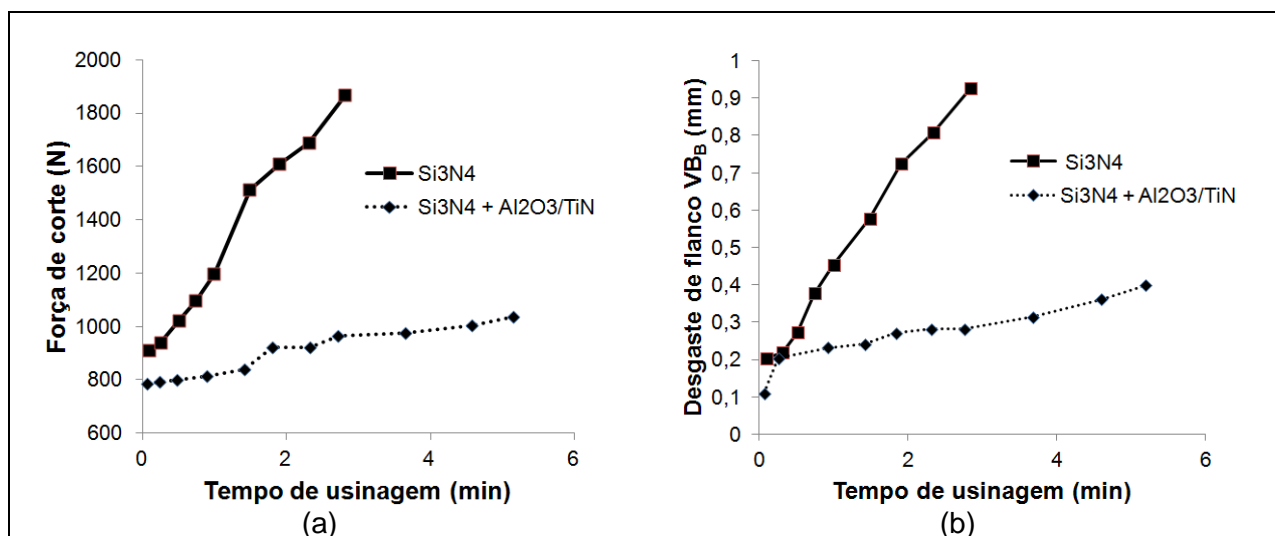 Força de corte (N)
2000
1800
1600
1400
1200
1000
800
600
0
2
4
6
Si3N4
Si3N4 + Al2O3/TiN
Tempo de usinagem (min)
(a)
Desgaste de flanco VBB (mm)
1
0,9
0,8
0,7
0,6
0,5
0,4
0,3
0,2
0,1
0
0
2
4
6
Si3N4
Si3N4 + Al2O3/TiN
Tempo de usinagem (min)
(b)